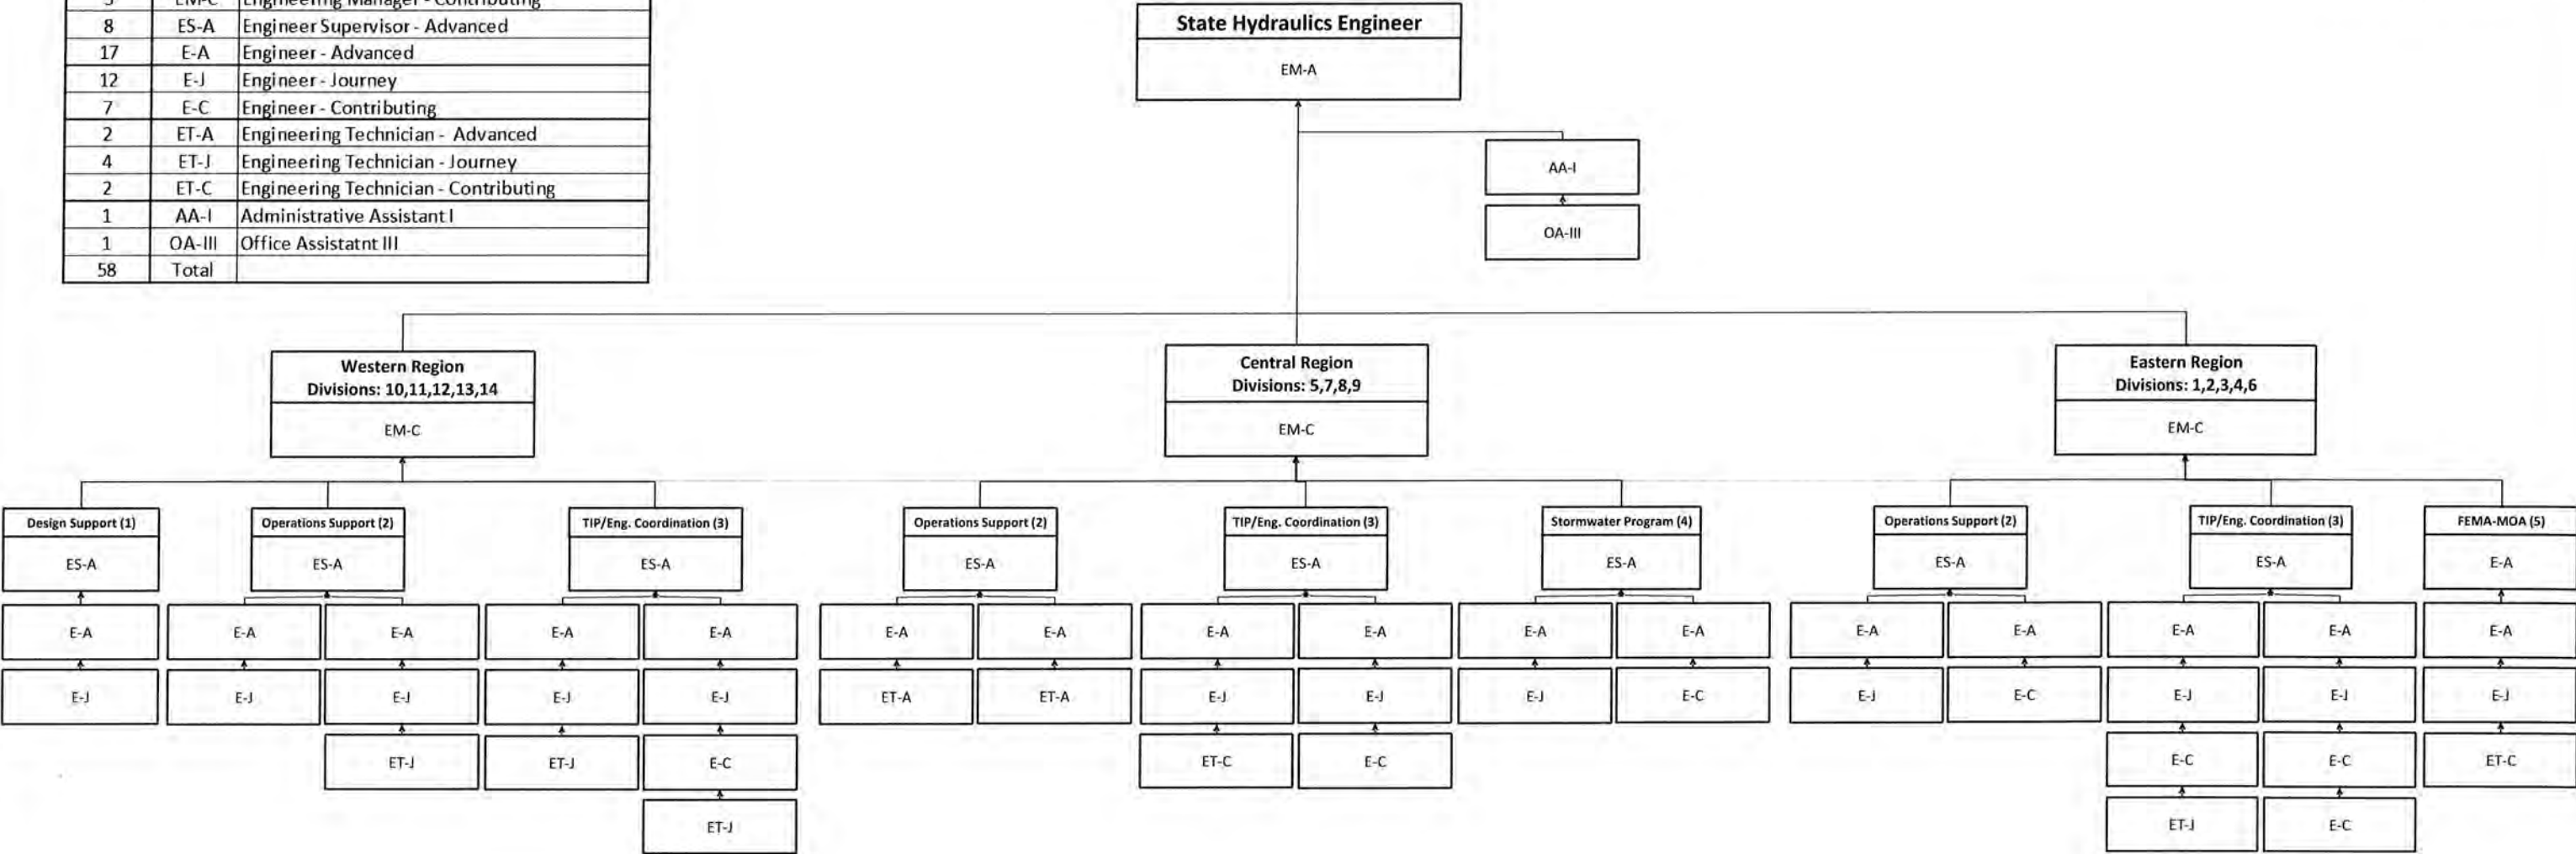 3 EM-C Engineering Manager - Contributing
8 ES-A Engineer Supervisor - Advanced
17 E-A Engineer - Advanced
12 E-J Engineer - Journey
7 E-C Engineer - Contributing
2 ET-A Engineering Technician - Advanced
4 ET-J Engineering Technician - Journey
2 ET-C Engineering Technician - Contributing
1 AA-I Administrative Assistant I
1 OA-III Office Assistatnt III
58 Total
State Hydraulics Engineer
EM-A
AA-I
OA-III
Western Region
Divisions: 10,11,12,13,14
EM-C
Central Region
Divisions: 5,7,8,9
EM-C
Eastern Region
Divisions: 1,2,3,4,6
EM-C
Design Support (1) Operations Support (2) TIP/Eng. Coordination (3) Operations Support (2) TIP/Eng. Coordination (3) Stormwater Program (4) Operations Support (2) TIP/Eng. Coordination (3) FEMA-MOA (5)
ES-A ES-A ES-A ES-A ES-A ES-A ES-A ES-A E-A
E-A E-A E-A E-A E-A E-A E-A E-A E-A E-A E-A E-A E-A E-A E-A E-A
E-J E-J E-J E-J E-J ET-A ET-A E-J E-J E-J E-C E-J E-C E-J E-J E-J
ET-J ET-J E-C ET-C E-C E-C E-C ET-C
ET-J ET-J E-C